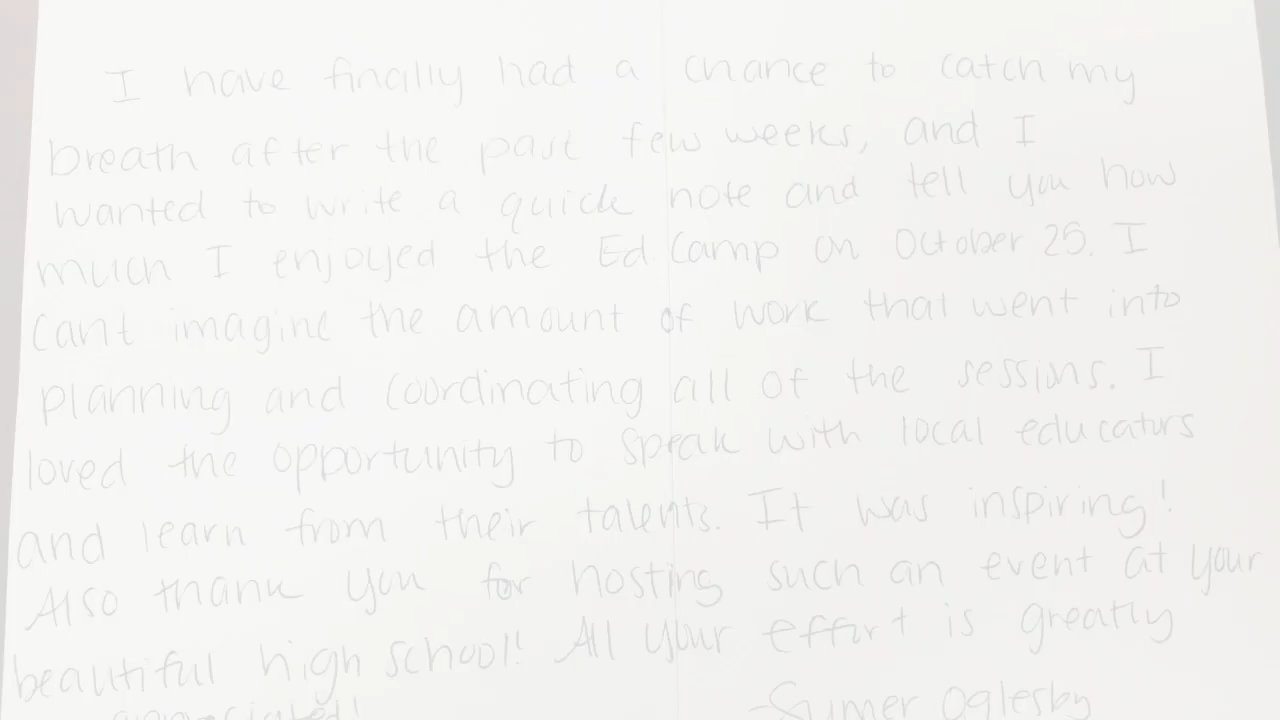 I have finally had a chance to catch my
breath after the past few weeks, and I
wanted to write a quick note and tell you how
much I enjoyed the Ed Camp on October 25. I
can't imagine the amount of work that went into
planning and coordinating all of the sessions. I
loved the opportunity to speak with local educators
and learn from their talents. It was inspiring!
Also thank you for hosting such an event at your
beautiful high school! All your effort is greatly
appreciated!
-Sumer Oglesby